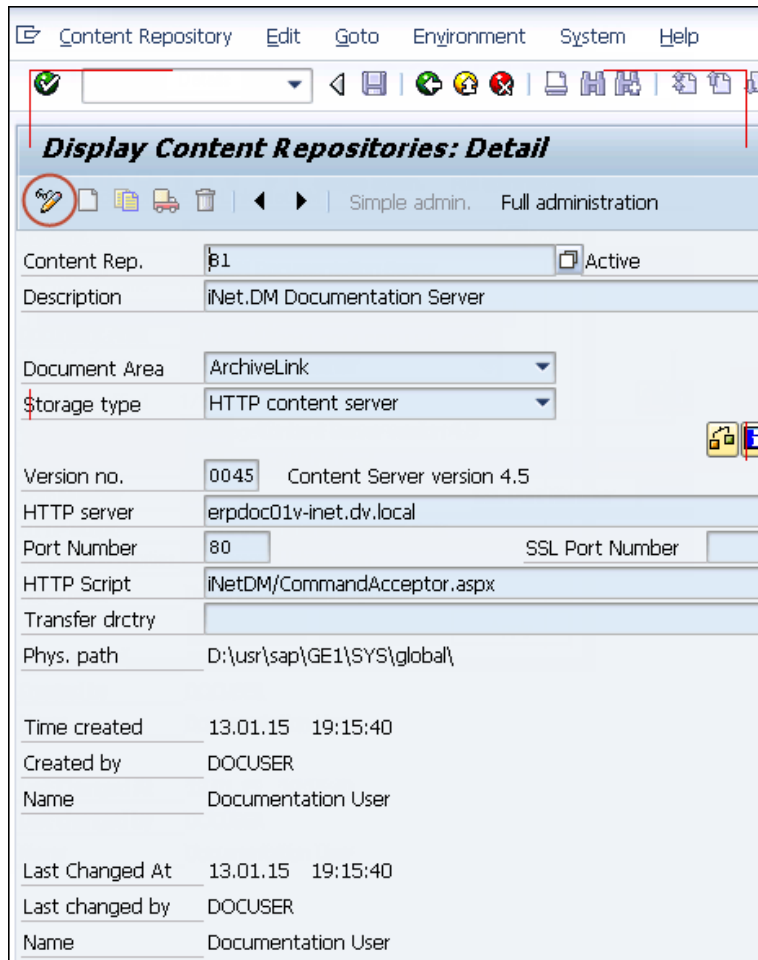 Content Repository Edit Goto Environment System Help
Display Content Repositories: Detail
Simple admin. Full administration
Content Rep. B1 Active
Description iNet.DM Documentation Server
Document Area ArchiveLink
Storage type HTTP content server
Version no. 0045 Content Server version 4.5
HTTP server erpdoc01v-inet.dv.local
Port Number 80 SSL Port Number
HTTP Script iNetDM/CommandAcceptor.aspx
Transfer drctry
Phys. path D:\usr\sap\GE1\SYS\global\
Time created 13.01.15 19:15:40
Created by DOCUSER
Name Documentation User
Last Changed At 13.01.15 19:15:40
Last changed by DOCUSER
Name Documentation User